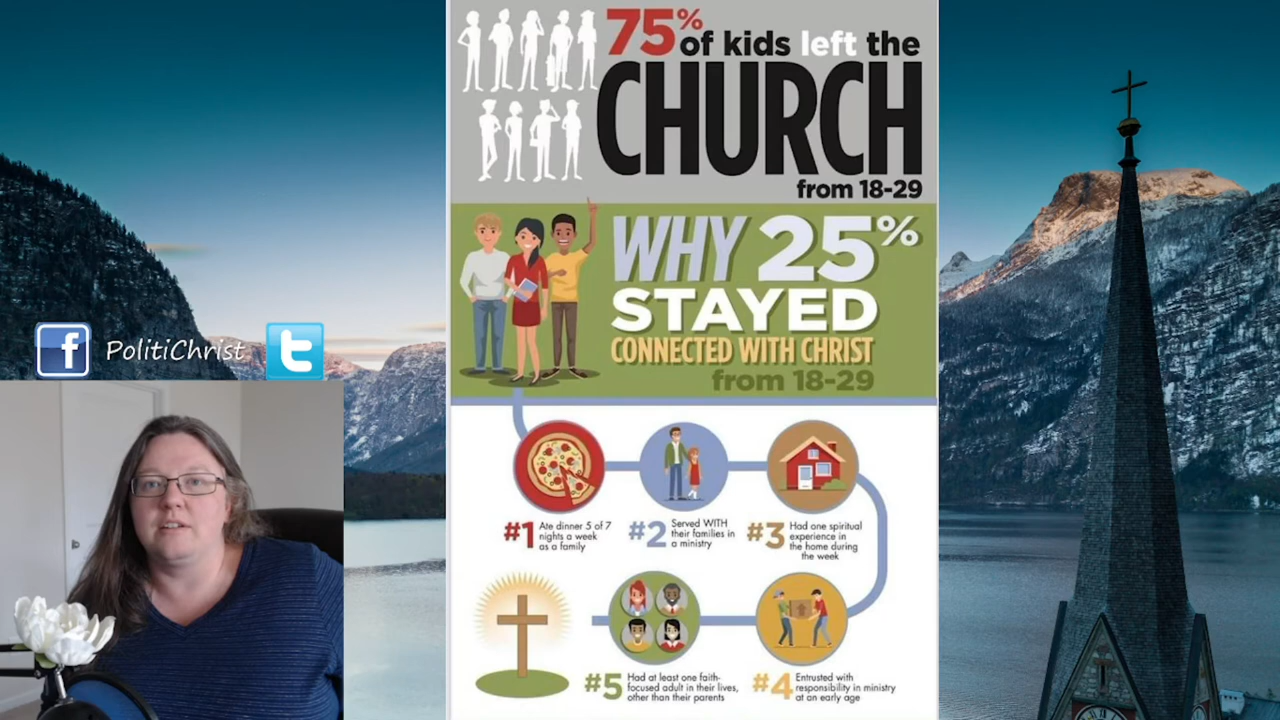 75% of kids left the
CHURCH
from 18-29
WHY 25%
STAYED
CONNECTED WITH CHRIST
from 18-29
f PolitiChrist t
#1 Ate dinner 5 of 7
nights a week
as a family
#2 Served WITH
their families in
a ministry
#3 Had one spiritual
experience in
the home during
the week
#5 Had at least one faith-
focused adult in their lives,
other than their parents
#4 Entrusted with
responsibility in ministry
at an early age